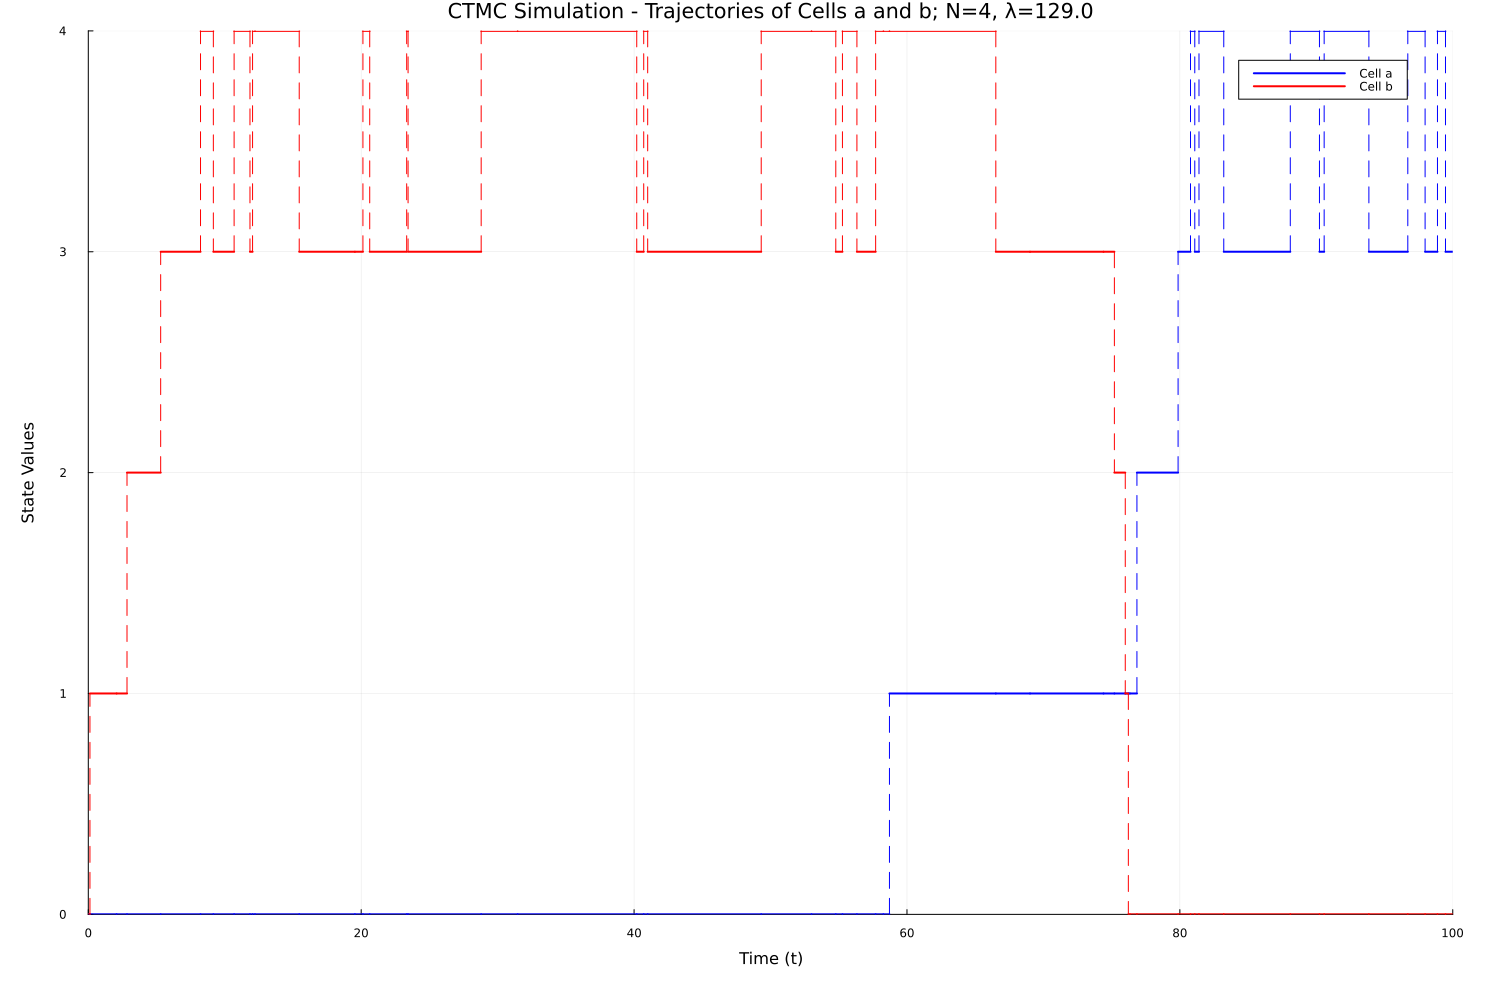 CTMC Simulation - Trajectories of Cells a and b; N=4, λ=129.0
4
Cell a
Cell b
3
State Values
2
1
0
0 20 40 60 80 100
Time (t)